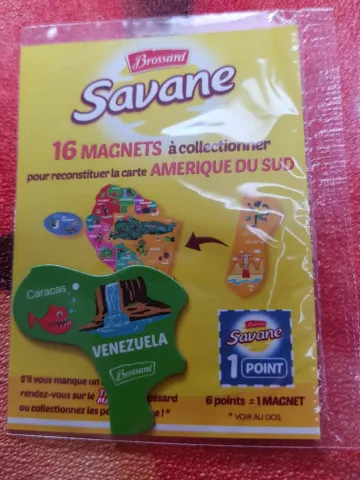 Brossard
Savane
16 MAGNETS à collectionner
pour reconstituer la carte AMERIQUE DU SUD
Caracas
VENEZUELA
Brossard
Brossard
Savane
1 POINT
S'il vous manque un
rendez-vous sur le
ou collectionnez les
6 points = 1 MAGNET
* VOIR AU DOS